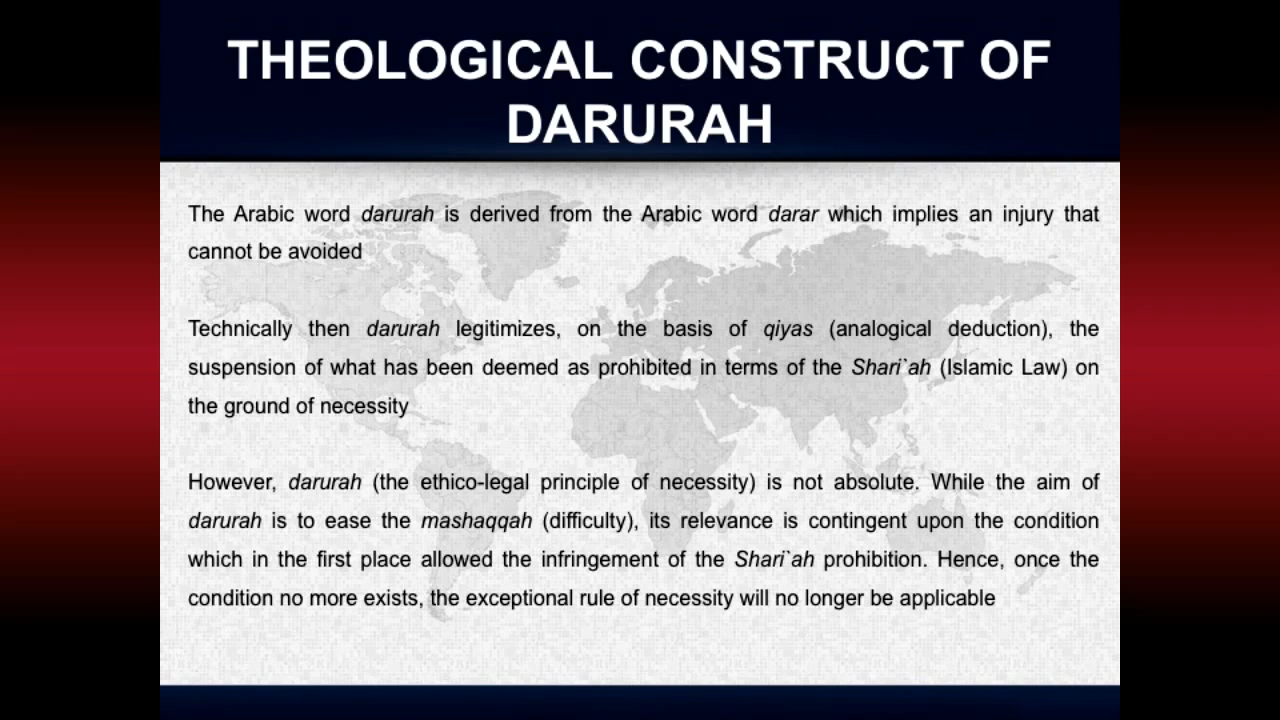 THEOLOGICAL CONSTRUCT OF
DARURAH
The Arabic word darurah is derived from the Arabic word darar which implies an injury that
cannot be avoided
Technically then darurah legitimizes, on the basis of qiyas (analogical deduction), the
suspension of what has been deemed as prohibited in terms of the Shari`ah (Islamic Law) on
the ground of necessity
However, darurah (the ethico-legal principle of necessity) is not absolute. While the aim of
darurah is to ease the mashaqqah (difficulty), its relevance is contingent upon the condition
which in the first place allowed the infringement of the Shari`ah prohibition. Hence, once the
condition no more exists, the exceptional rule of necessity will no longer be applicable